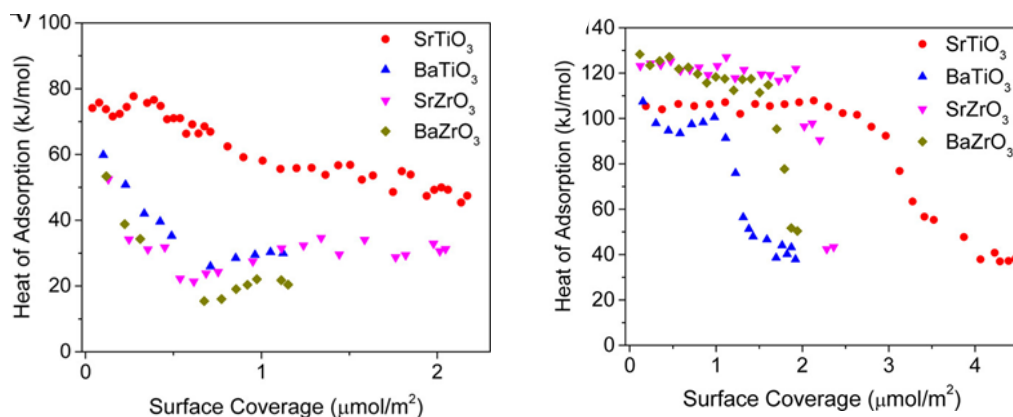 100
80
60
40
20
0
Heat of Adsorption (kJ/mol)
SrTiO₃
BaTiO₃
SrZrO₃
BaZrO₃
0 1 2
Surface Coverage (μmol/m²)
140
120
100
80
60
40
20
0
Heat of Adsorption (kJ/mol)
SrTiO₃
BaTiO₃
SrZrO₃
BaZrO₃
0 1 2 3 4
Surface Coverage (μmol/m²)